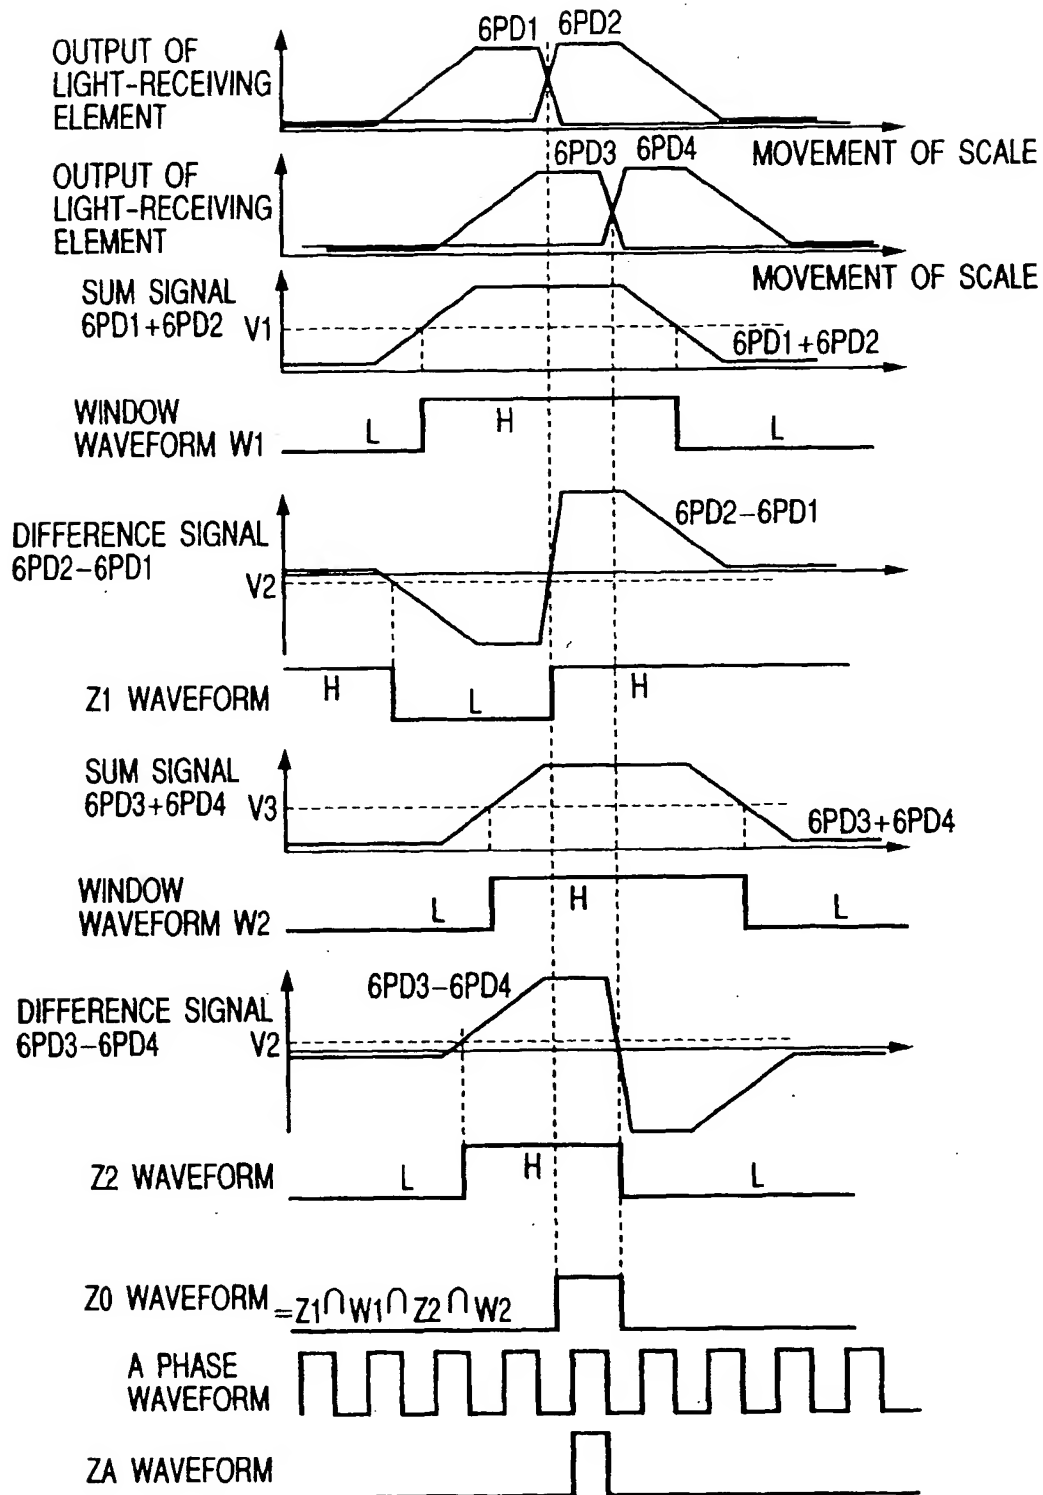 6PD1 6PD2
OUTPUT OF
LIGHT-RECEIVING
ELEMENT
MOVEMENT OF SCALE
6PD3 6PD4
OUTPUT OF
LIGHT-RECEIVING
ELEMENT
MOVEMENT OF SCALE
SUM SIGNAL
6PD1+6PD2 V1
6PD1+6PD2
WINDOW
WAVEFORM W1
L H L
DIFFERENCE SIGNAL
6PD2-6PD1
V2
6PD2-6PD1
Z1 WAVEFORM
H L H
SUM SIGNAL
6PD3+6PD4 V3
6PD3+6PD4
WINDOW
WAVEFORM W2
L H L
6PD3-6PD4
DIFFERENCE SIGNAL
6PD3-6PD4 V2
Z2 WAVEFORM
L H L
Z0 WAVEFORM =Z1∩W1∩Z2∩W2
A PHASE
WAVEFORM
ZA WAVEFORM